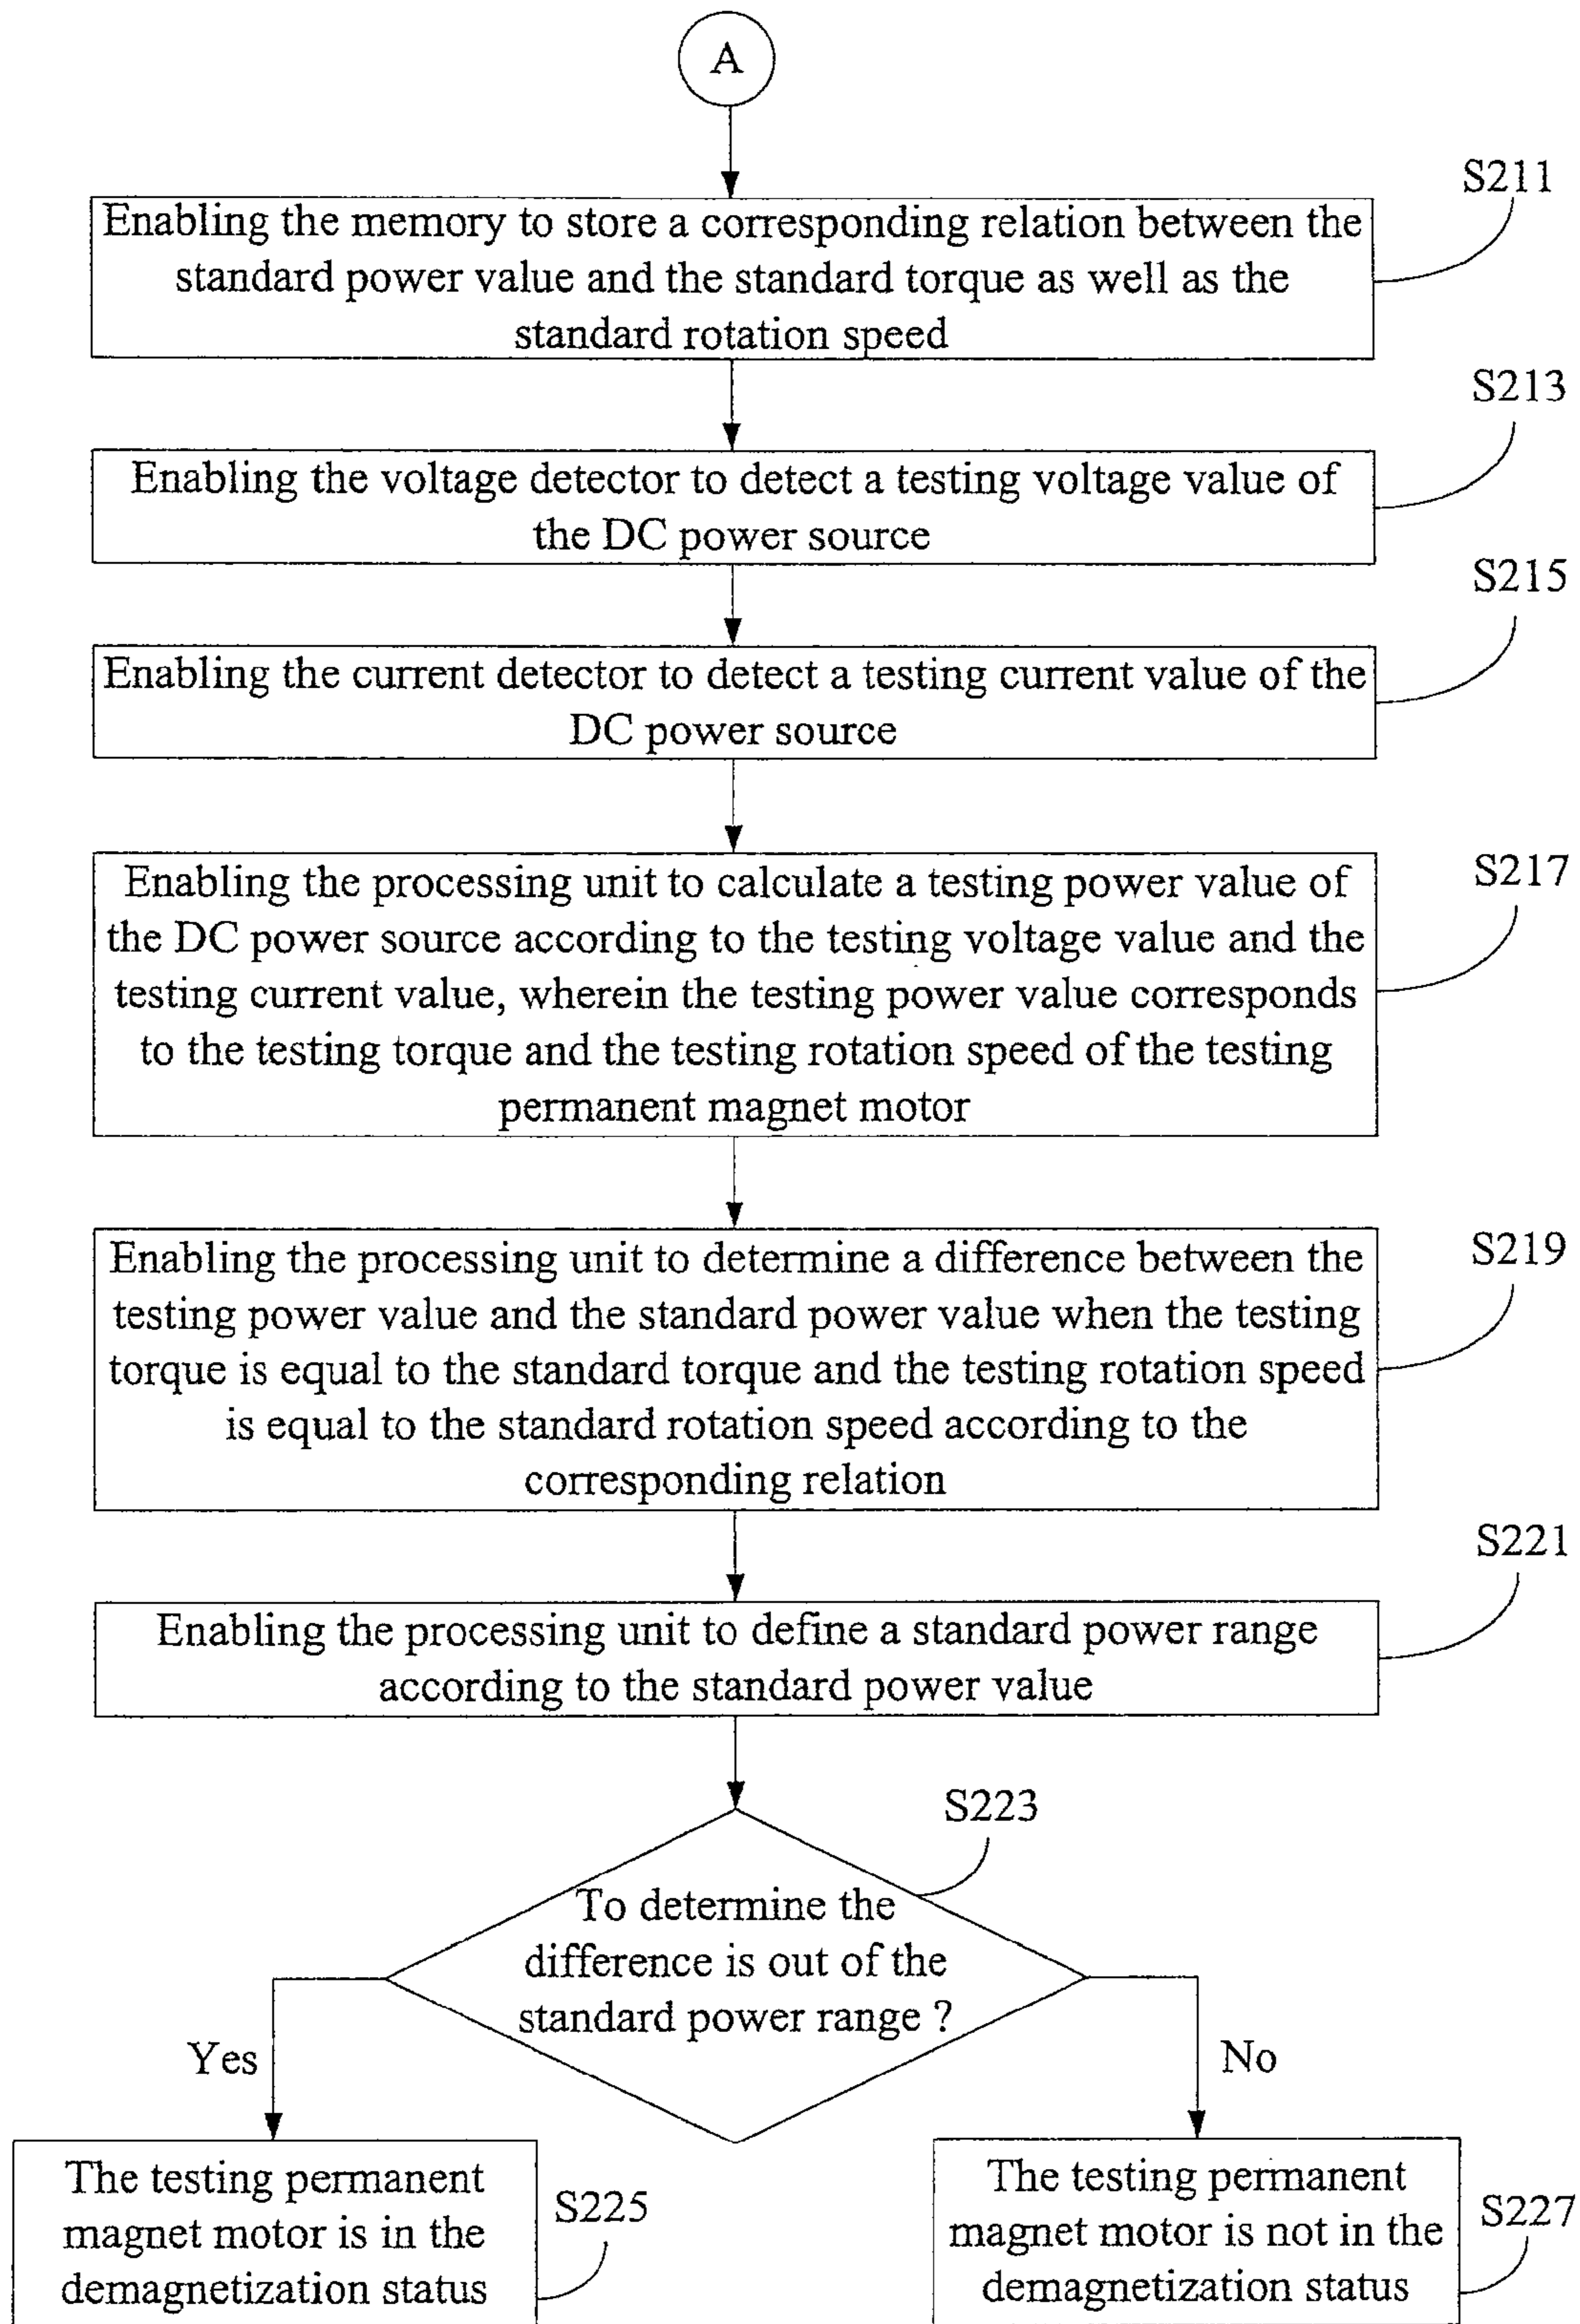 A
S211
Enabling the memory to store a corresponding relation between the
standard power value and the standard torque as well as the
standard rotation speed
S213
Enabling the voltage detector to detect a testing voltage value of
the DC power source
S215
Enabling the current detector to detect a testing current value of the
DC power source
S217
Enabling the processing unit to calculate a testing power value of
the DC power source according to the testing voltage value and the
testing current value, wherein the testing power value corresponds
to the testing torque and the testing rotation speed of the testing
permanent magnet motor
S219
Enabling the processing unit to determine a difference between the
testing power value and the standard power value when the testing
torque is equal to the standard torque and the testing rotation speed
is equal to the standard rotation speed according to the
corresponding relation
S221
Enabling the processing unit to define a standard power range
according to the standard power value
S223
To determine the
difference is out of the
standard power range ?
Yes
No
The testing permanent
magnet motor is in the
demagnetization status
S225
The testing permanent
magnet motor is not in the
demagnetization status
S227